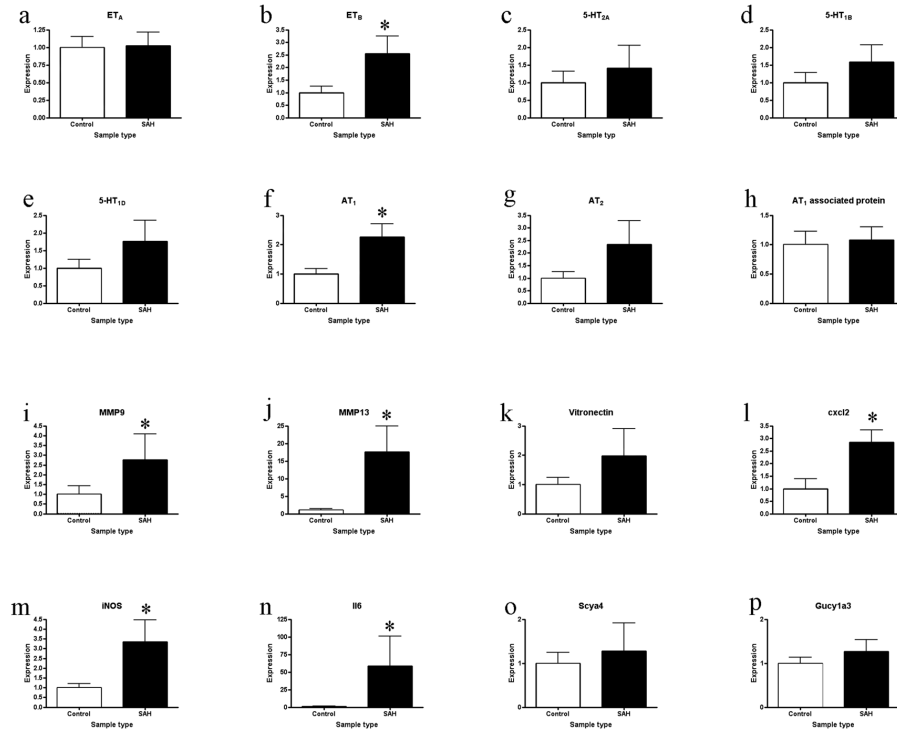 a
ET_A
Expression
1.25
1.00
0.75
0.50
0.25
0.00
Control
SAH
Sample type
b
ET_B
*
Expression
3.5
3.0
2.5
2.0
1.5
1.0
0.5
0.0
Control
SAH
Sample type
c
5-HT_2A
Expression
2.5
2.0
1.5
1.0
0.5
0.0
Control
SAH
Sample typ
d
5-HT_1B
Expression
2.5
2.0
1.5
1.0
0.5
0.0
Control
SAH
Sample type
e
5-HT_1D
Expression
2.5
2.0
1.5
1.0
0.5
0.0
Control
SAH
Sample type
f
AT_1
*
Expression
3
2
1
0
Control
SAH
Sample type
g
AT_2
Expression
3.5
3.0
2.5
2.0
1.5
1.0
0.5
0.0
Control
SAH
Sample type
h
AT_1 associated protein
Expression
1.5
1.0
0.5
0.0
Control
SAH
Sample type
i
MMP9
*
Expression
4.5
4.0
3.5
3.0
2.5
2.0
1.5
1.0
0.5
0.0
Control
SAH
Sample type
j
MMP13
*
Expression
25
20
15
10
5
0
Control
SAH
Sample type
k
Vitronectin
Expression
3
2
1
0
Control
SAH
Sample type
l
cxcl2
*
Expression
3.5
3.0
2.5
2.0
1.5
1.0
0.5
0.0
Control
SAH
Sample type
m
iNOS
*
Expression
4.5
4.0
3.5
3.0
2.5
2.0
1.5
1.0
0.5
0.0
Control
SAH
Sample type
n
Il6
*
Expression
125
100
75
50
25
0
Control
SAH
Sample type
o
Scya4
Expression
2
1
0
Control
SAH
Sample type
p
Gucy1a3
Expression
2
1
0
Control
SAH
Sample type